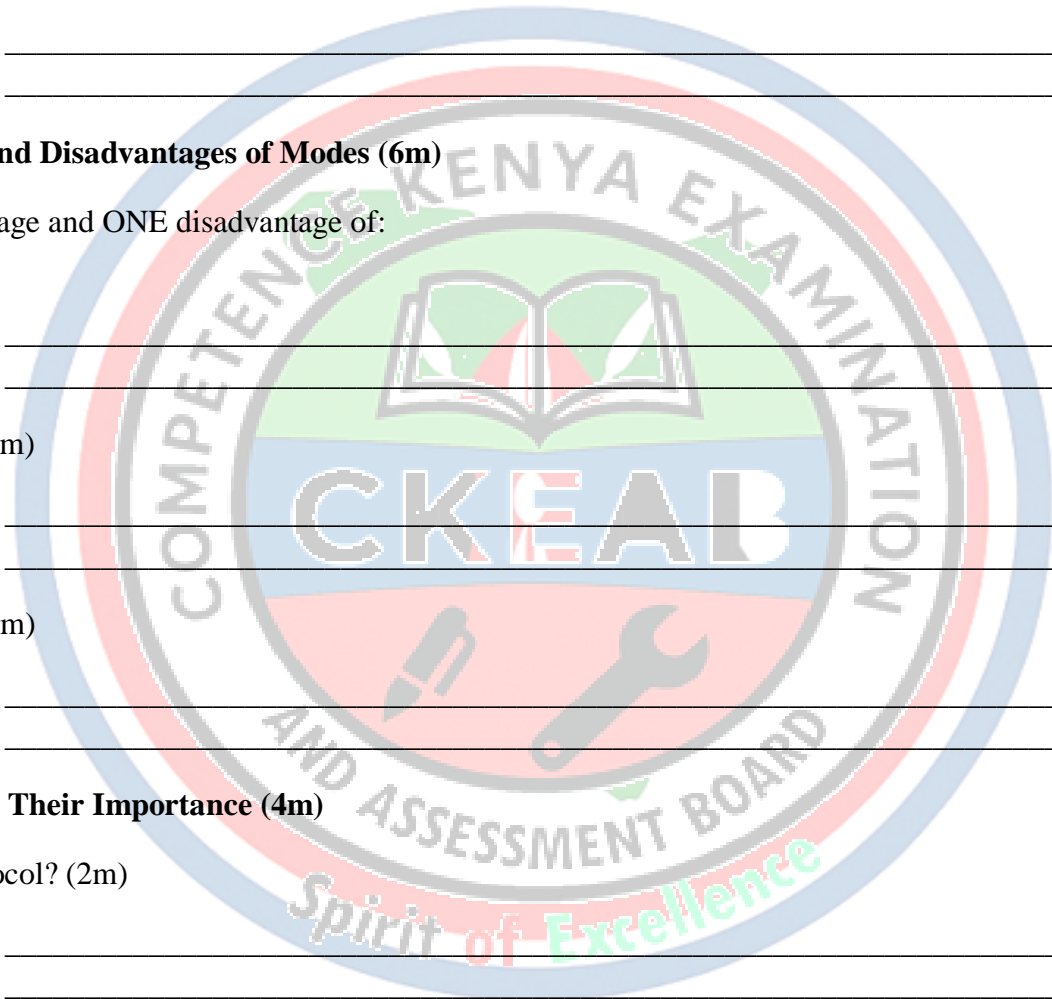 nd Disadvantages of Modes (6m)
age and ONE disadvantage of:
m)
m)
Their Importance (4m)
ocol? (2m)
COMPETENCE KENYA EXAMINATION
CKEAB
AND ASSESSMENT BOARD
Spirit of Excellence